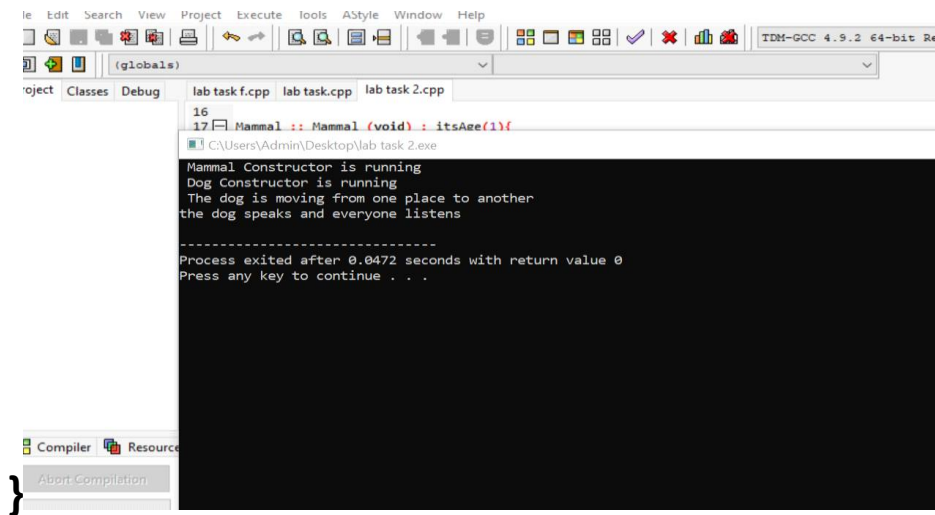 Edit Search View Project Execute Tools AStyle Window Help
TDM-GCC 4.9.2 64-bit
(globals)
Classes Debug lab task f.cpp lab task.cpp lab task 2.cpp
16
17 Mammal :: Mammal (void) : itsAge(1){
C:\Users\Admin\Desktop\lab task 2.exe
Mammal Constructor is running
Dog Constructor is running
The dog is moving from one place to another
the dog speaks and everyone listens
--------------------------------
Process exited after 0.0472 seconds with return value 0
Press any key to continue . . .
Compiler Resource
Abort Compilation
}